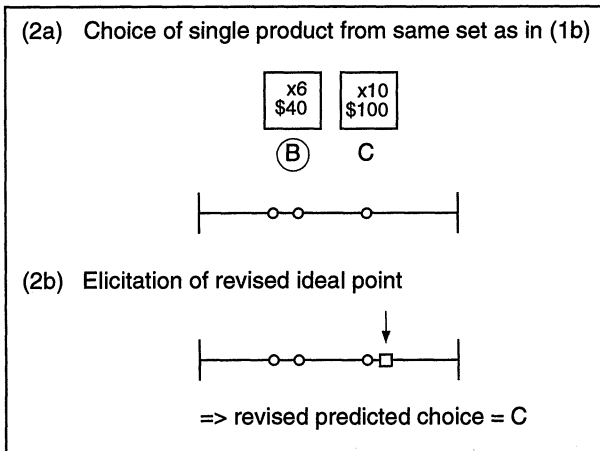 (2a) Choice of single product from same set as in (1b)
x6 x10
$40 $100
B C
(2b) Elicitation of revised ideal point
=> revised predicted choice = C